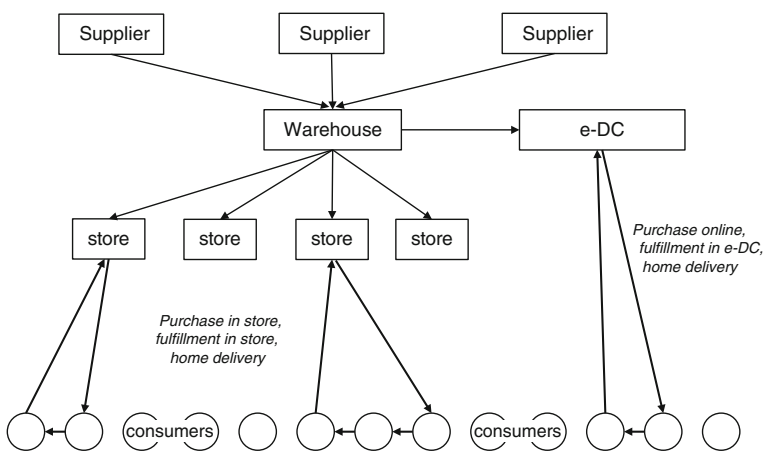 Supplier
Supplier
Supplier
Warehouse
e-DC
store
store
store
store
Purchase online,
fulfillment in e-DC,
home delivery
Purchase in store,
fulfillment in store,
home delivery
consumers
consumers